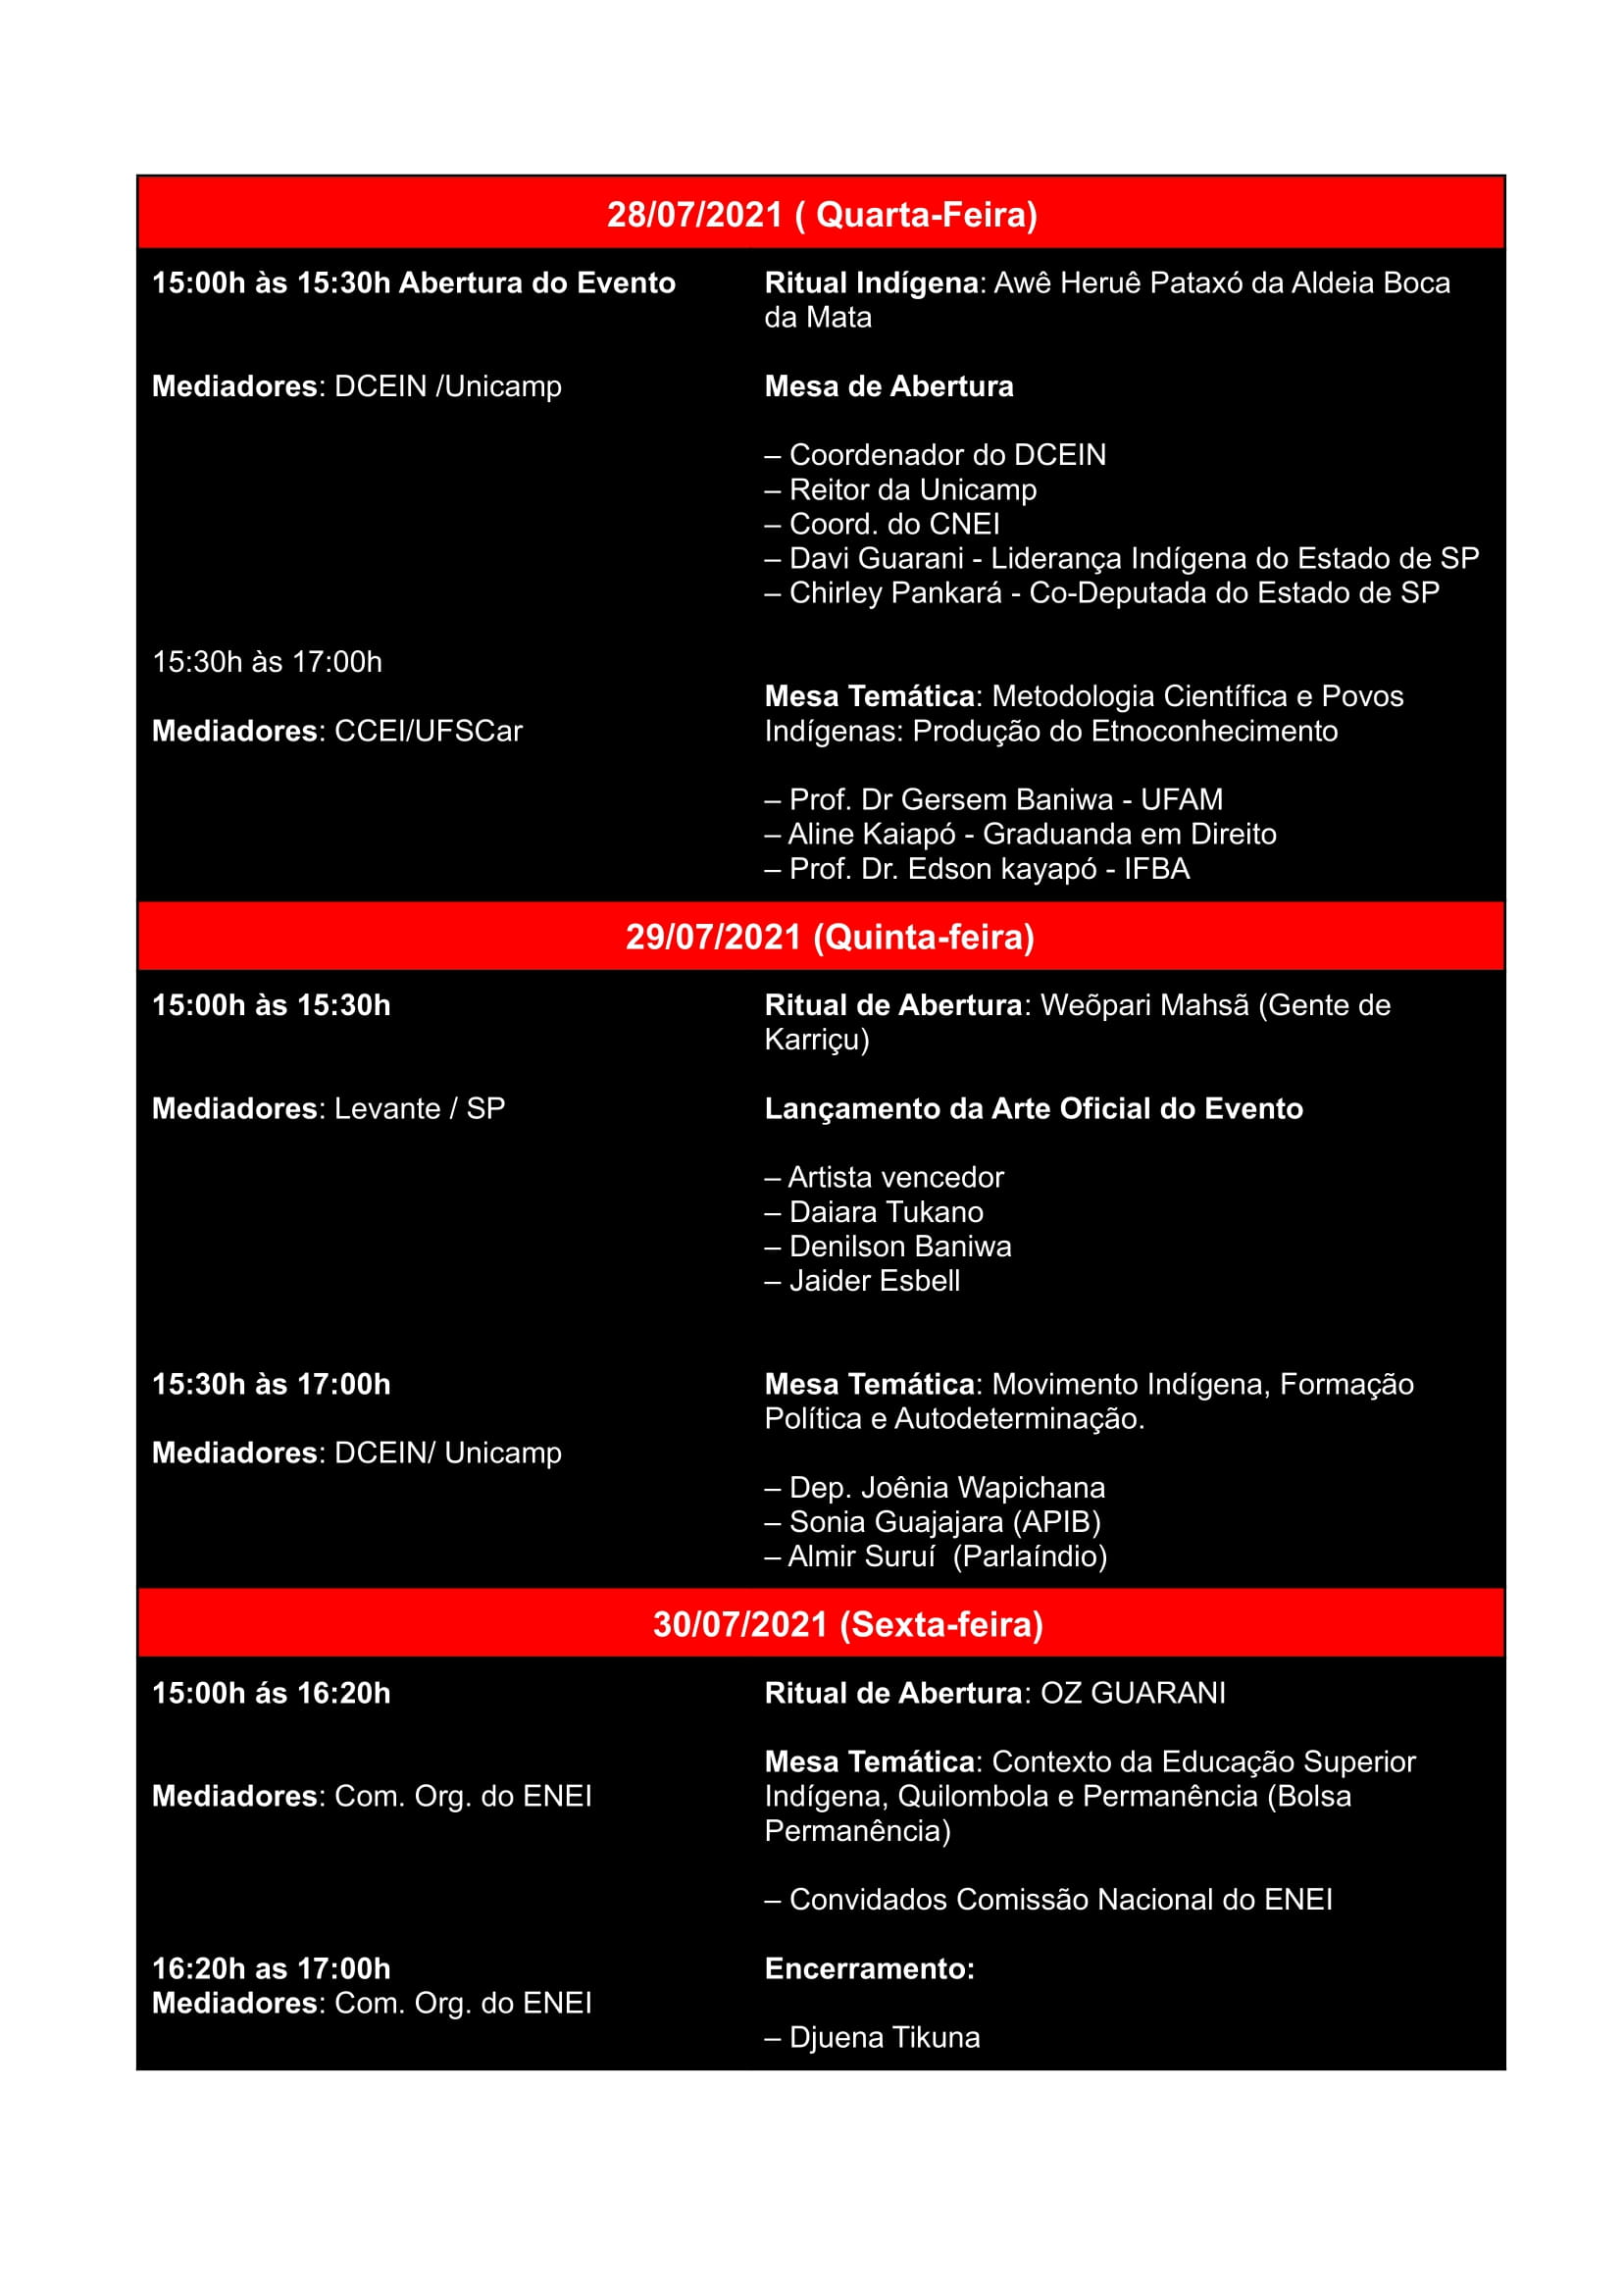 28/07/2021 ( Quarta-Feira)
15:00h às 15:30h Abertura do Evento
Mediadores: DCEIN /Unicamp
Ritual Indígena: Awê Heruê Pataxó da Aldeia Boca
da Mata
Mesa de Abertura
– Coordenador do DCEIN
– Reitor da Unicamp
– Coord. do CNEI
– Davi Guarani - Liderança Indígena do Estado de SP
– Chirley Pankará - Co-Deputada do Estado de SP
15:30h às 17:00h
Mediadores: CCEI/UFSCar
Mesa Temática: Metodologia Científica e Povos
Indígenas: Produção do Etnoconhecimento
– Prof. Dr Gersem Baniwa - UFAM
– Aline Kaiapó - Graduanda em Direito
– Prof. Dr. Edson kayapó - IFBA
29/07/2021 (Quinta-feira)
15:00h às 15:30h
Mediadores: Levante / SP
Ritual de Abertura: Weõpari Mahsã (Gente de
Karriçu)
Lançamento da Arte Oficial do Evento
– Artista vencedor
– Daiara Tukano
– Denilson Baniwa
– Jaider Esbell
15:30h às 17:00h
Mediadores: DCEIN/ Unicamp
Mesa Temática: Movimento Indígena, Formação
Política e Autodeterminação.
– Dep. Joênia Wapichana
– Sonia Guajajara (APIB)
– Almir Suruí  (Parlaíndio)
30/07/2021 (Sexta-feira)
15:00h ás 16:20h
Mediadores: Com. Org. do ENEI
Ritual de Abertura: OZ GUARANI
Mesa Temática: Contexto da Educação Superior
Indígena, Quilombola e Permanência (Bolsa
Permanência)
– Convidados Comissão Nacional do ENEI
16:20h as 17:00h
Mediadores: Com. Org. do ENEI
Encerramento:
– Djuena Tikuna